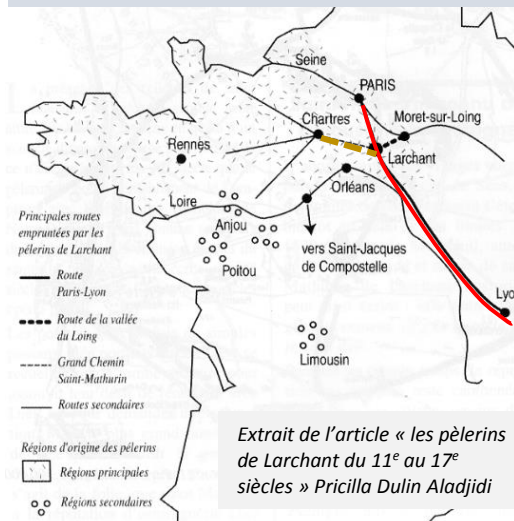 Seine
PARIS
Chartres
Moret-sur-Loing
Rennes
Larchant
Orléans
Loire
Anjou
Poitou
vers Saint-Jacques
de Compostelle
Limousin
Lyo
Principales routes
empruntées par les
pélerins de Larchant
Route
Paris-Lyon
Route de la vallée
du Loing
Grand Chemin
Saint-Mathurin
Routes secondaires
Régions d'origine des pélerins
Régions principales
Régions secondaires
Extrait de l'article « les pèlerins
de Larchant du 11e au 17e
siècles » Pricilla Dulin Aladjidi